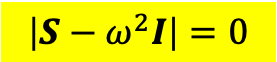 |𝑺 − 𝜔²𝑰| = 0